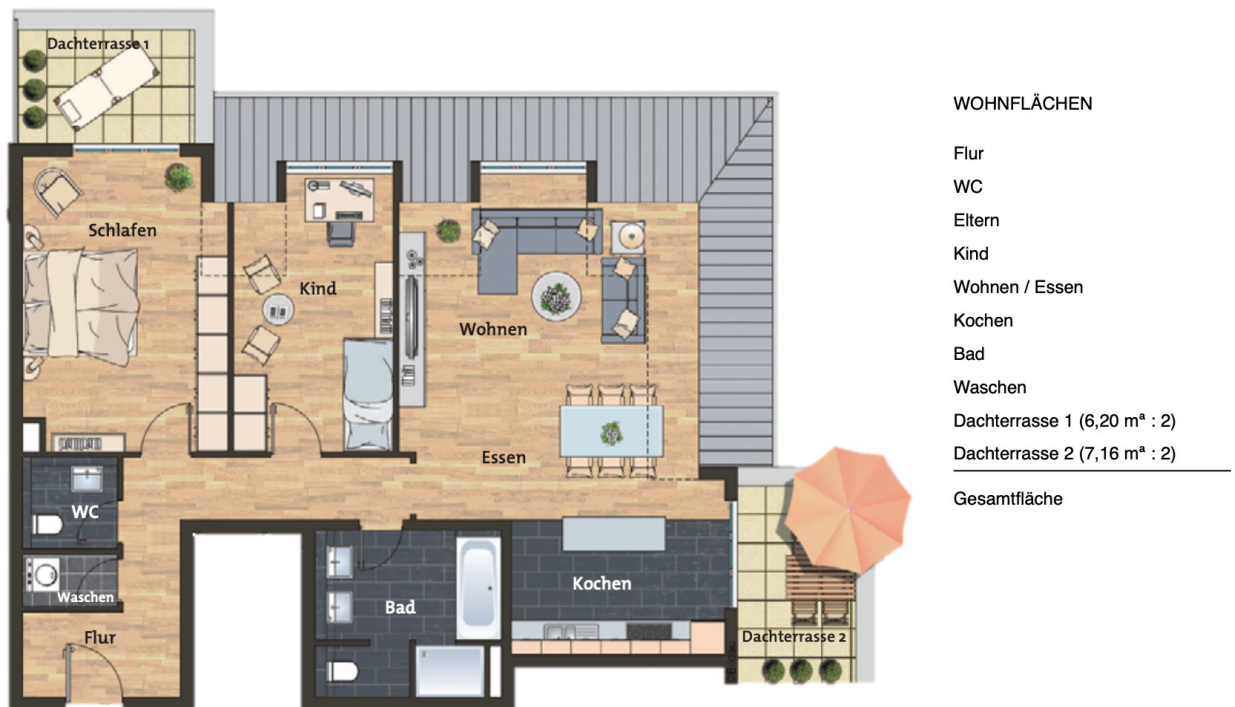 Dachterrasse 1
Schlafen
Kind
Wohnen
Essen
WC
Waschen
Flur
Bad
Kochen
Dachterrasse 2
WOHNFLÄCHEN
Flur
WC
Eltern
Kind
Wohnen / Essen
Kochen
Bad
Waschen
Dachterrasse 1 (6,20 mª : 2)
Dachterrasse 2 (7,16 mª : 2)
Gesamtfläche